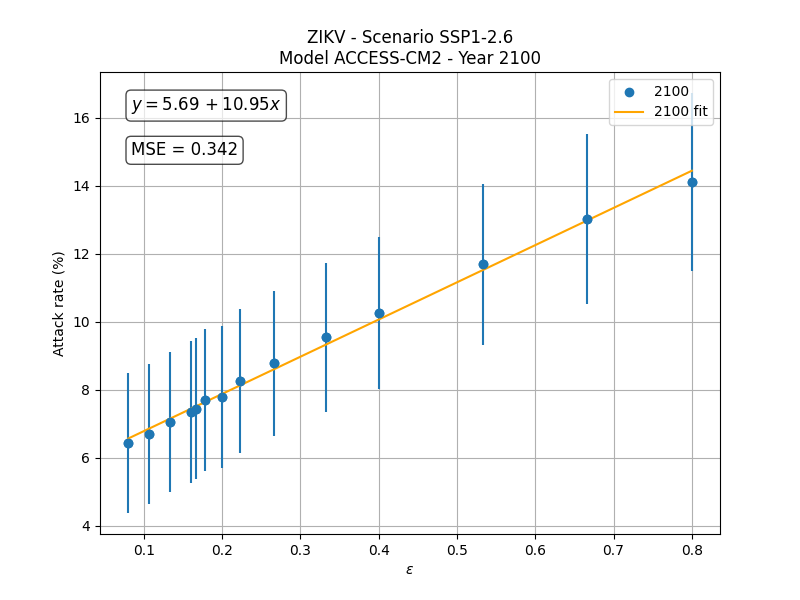 ZIKV - Scenario SSP1-2.6
Model ACCESS-CM2 - Year 2100
y = 5.69 + 10.95x
MSE = 0.342
2100
2100 fit
Attack rate (%)
16
14
12
10
8
6
4
0.1 0.2 0.3 0.4 0.5 0.6 0.7 0.8
ε